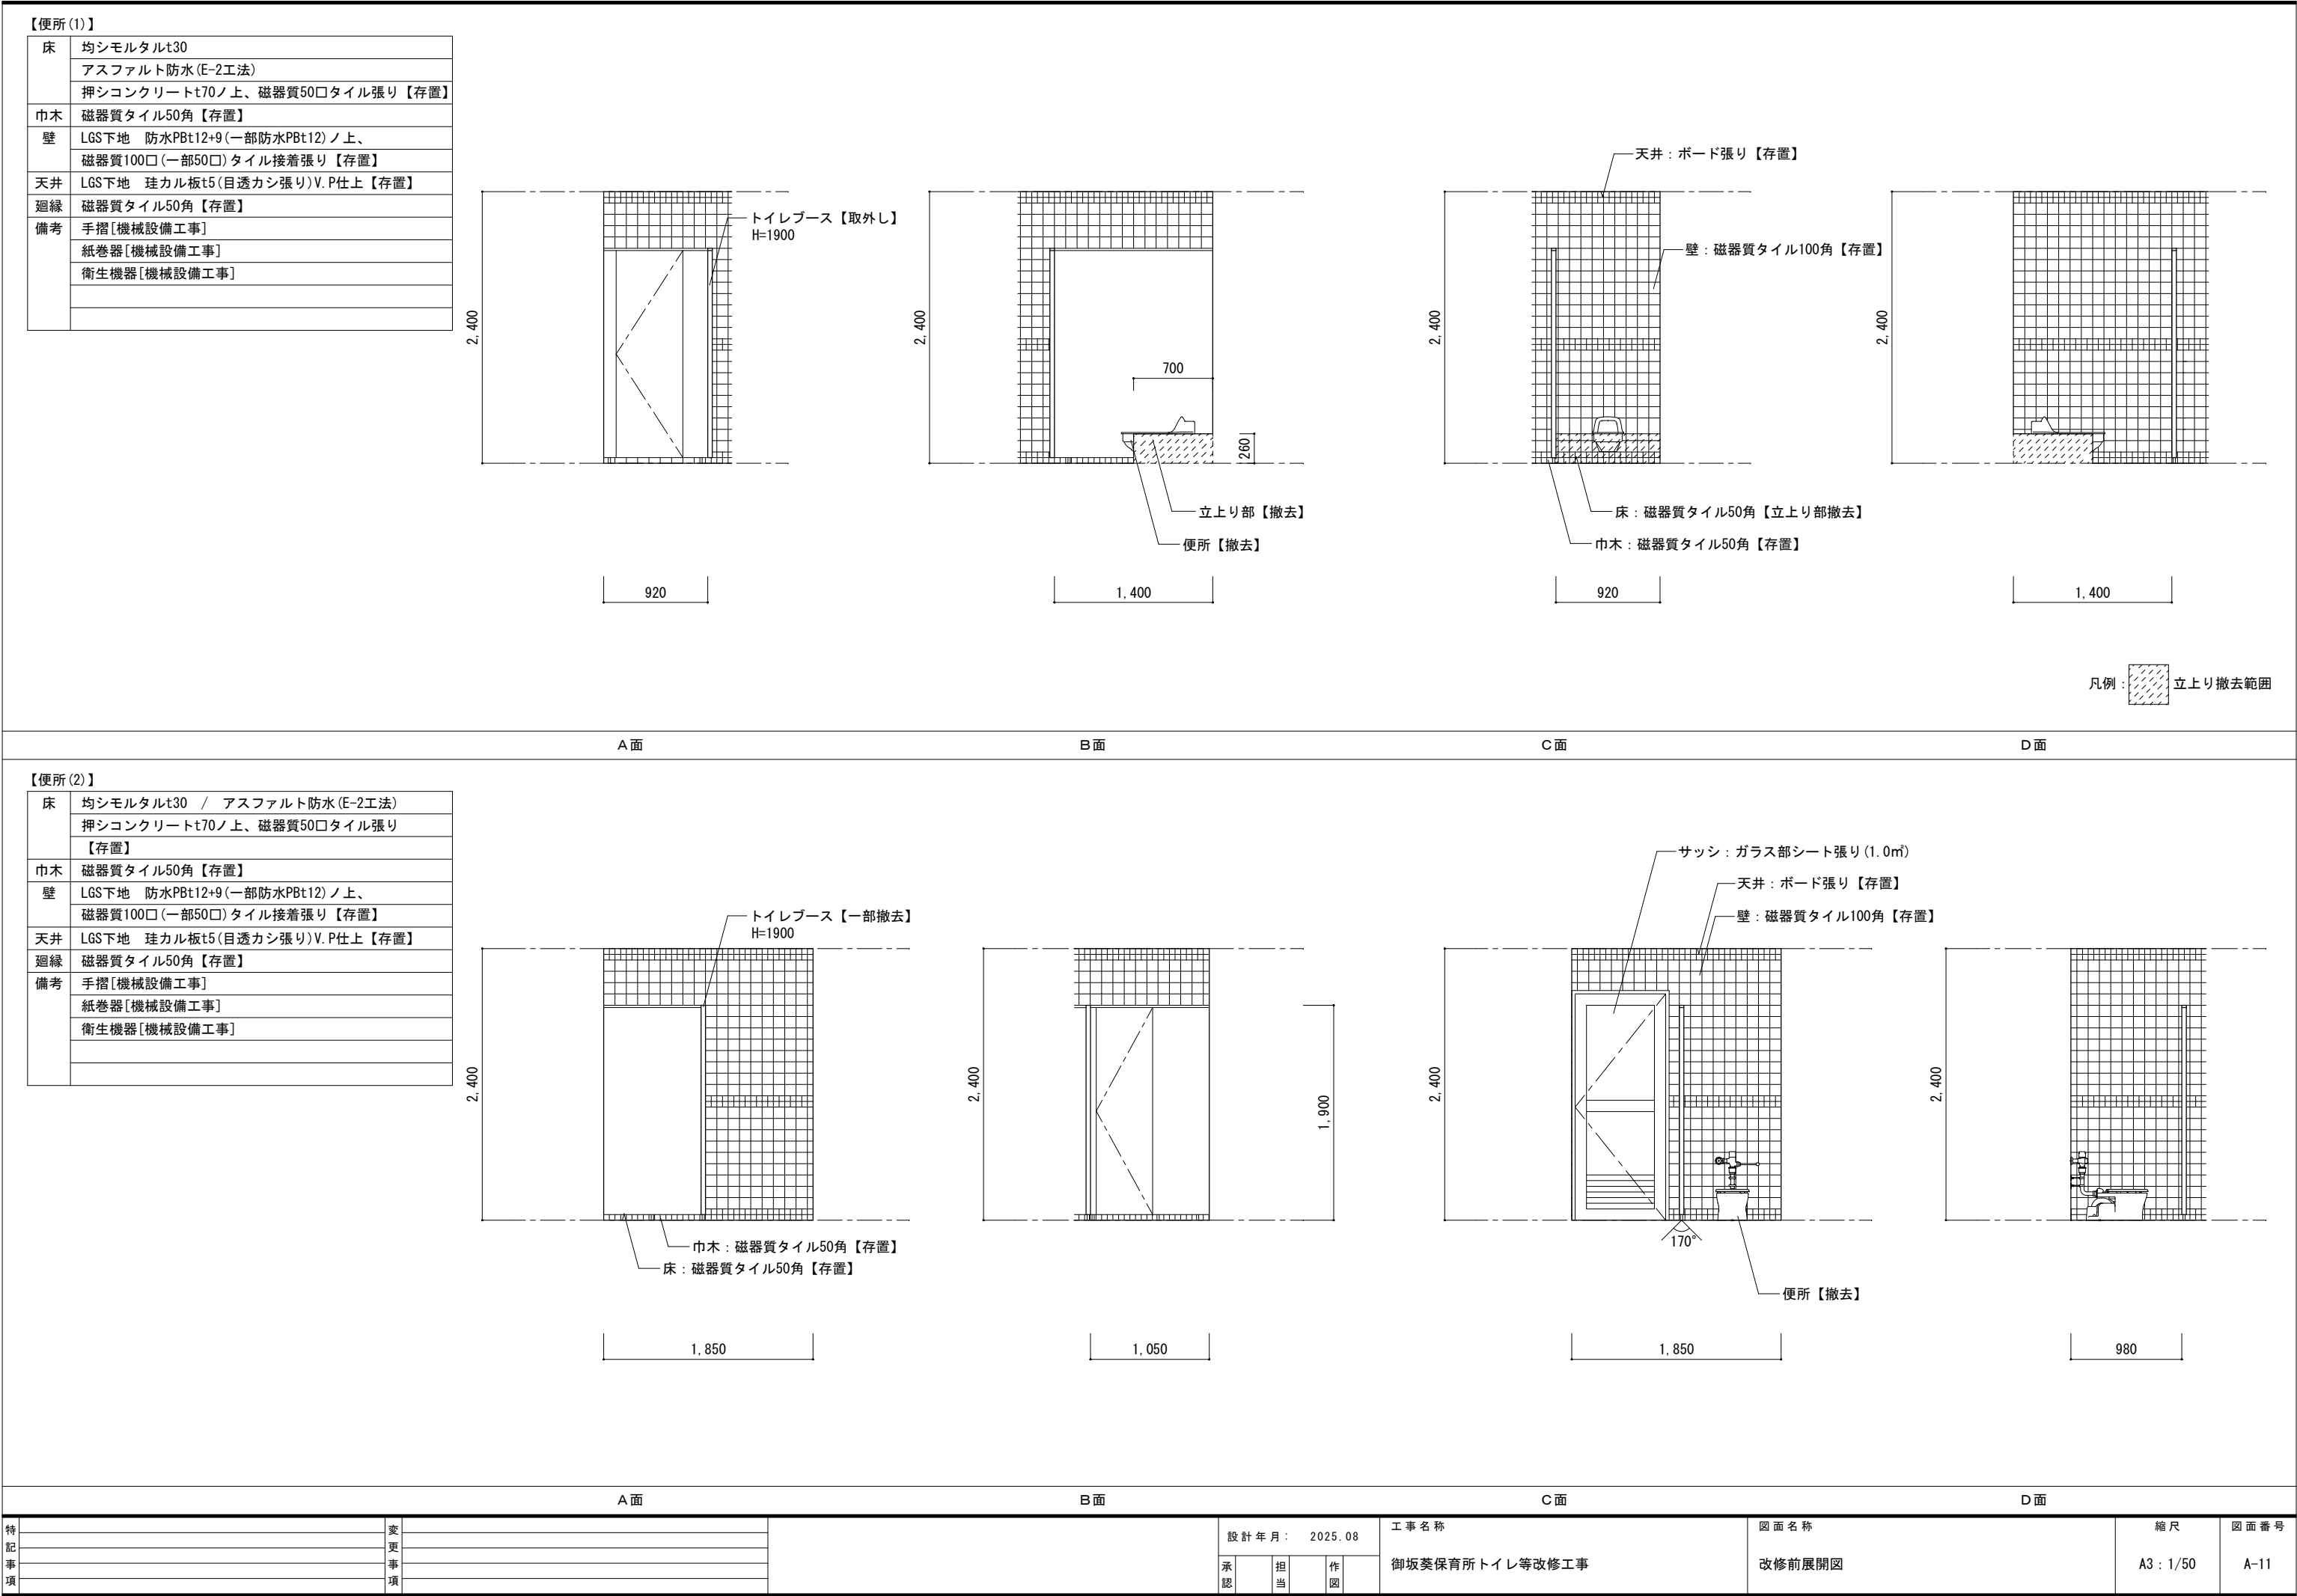 【便所(1)】
床 均シモルタルt30
アスファルト防水(E-2工法)
押シコンクリートt70ノ上、磁器質50口タイル張り【存置】
巾木 磁器質タイル50角【存置】
壁 LGS下地 防水PBt12+9(一部防水PBt12)ノ上、
磁器質100口(一部50口)タイル接着張り【存置】
天井 LGS下地 珪カル板t5(目透カシ張り)V.P仕上【存置】
廻縁 磁器質タイル50角【存置】
備考 手摺[機械設備工事]
紙巻器[機械設備工事]
衛生機器[機械設備工事]
2,400
トイレブース【取外し】
H=1900
920
2,400
700
260
立上り部【撤去】
便所【撤去】
1,400
2,400
天井：ボード張り【存置】
壁：磁器質タイル100角【存置】
床：磁器質タイル50角【立上り部撤去】
巾木：磁器質タイル50角【存置】
920
2,400
1,400
凡例： 立上り撤去範囲
A面 B面 C面 D面
【便所(2)】
床 均シモルタルt30 / アスファルト防水(E-2工法)
押シコンクリートt70ノ上、磁器質50口タイル張り
【存置】
巾木 磁器質タイル50角【存置】
壁 LGS下地 防水PBt12+9(一部防水PBt12)ノ上、
磁器質100口(一部50口)タイル接着張り【存置】
天井 LGS下地 珪カル板t5(目透カシ張り)V.P仕上【存置】
廻縁 磁器質タイル50角【存置】
備考 手摺[機械設備工事]
紙巻器[機械設備工事]
衛生機器[機械設備工事]
2,400
トイレブース【一部撤去】
H=1900
巾木：磁器質タイル50角【存置】
床：磁器質タイル50角【存置】
1,850
2,400
1,900
1,050
2,400
サッシ：ガラス部シート張り(1.0㎡)
天井：ボード張り【存置】
壁：磁器質タイル100角【存置】
170°
便所【撤去】
1,850
2,400
980
A面 B面 C面 D面
特記事項
変更事項
設計年月： 2025.08
承認 担当 作図
工事名称
御坂葵保育所トイレ等改修工事
図面名称
改修前展開図
縮尺
A3：1/50
図面番号
A-11